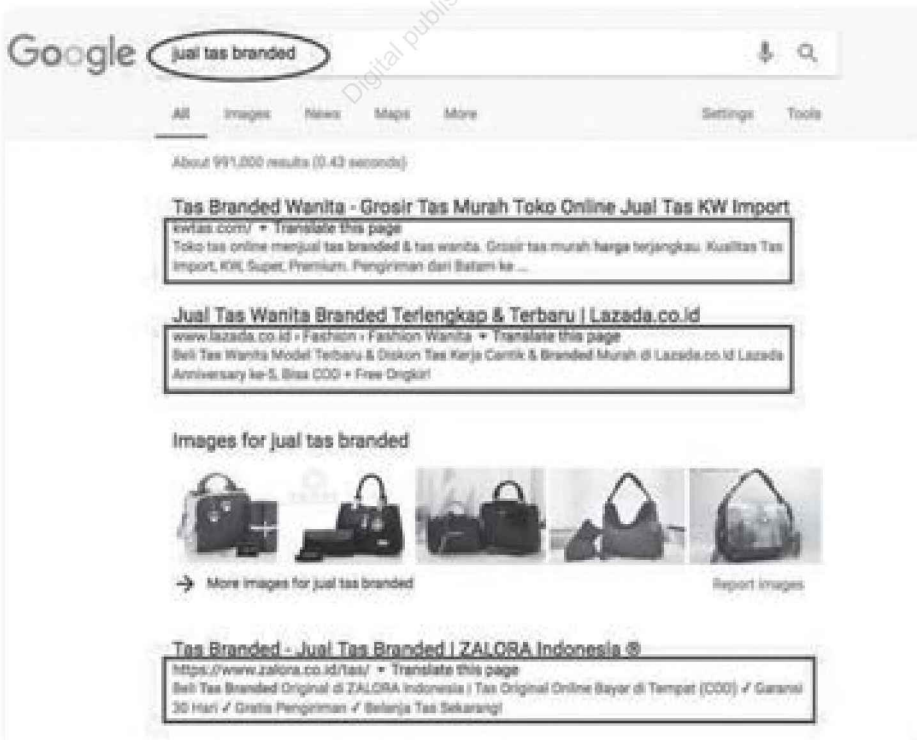 Digital publis
Google jual tas branded
All Images News Maps More Settings Tools
About 991,000 results (0.43 seconds)
Tas Branded Wanita - Grosir Tas Murah Toko Online Jual Tas KW Import
kwtas.com/ ▾ Translate this page
Toko tas online menjual tas branded & tas wanita. Grosir tas murah harga terjangkau. Kualitas Tas
Import, KW, Super, Premium. Pengiriman dari Batam ke ...
Jual Tas Wanita Branded Terlengkap & Terbaru | Lazada.co.id
www.lazada.co.id › Fashion › Fashion Wanita ▾ Translate this page
Beli Tas Wanita Model Terbaru & Diskon Tas Kerja Cantik & Branded Murah di Lazada.co.id Lazada
Anniversary ke-5, Bisa COD + Free Ongkir!
Images for jual tas branded
→ More images for jual tas branded Report images
Tas Branded - Jual Tas Branded | ZALORA Indonesia ®
https://www.zalora.co.id/tas/ ▾ Translate this page
Beli Tas Branded Original di ZALORA Indonesia | Tas Original Online Bayar di Tempat (COD) ✓ Garansi
30 Hari ✓ Gratis Pengiriman ✓ Belanja Tas Sekarang!